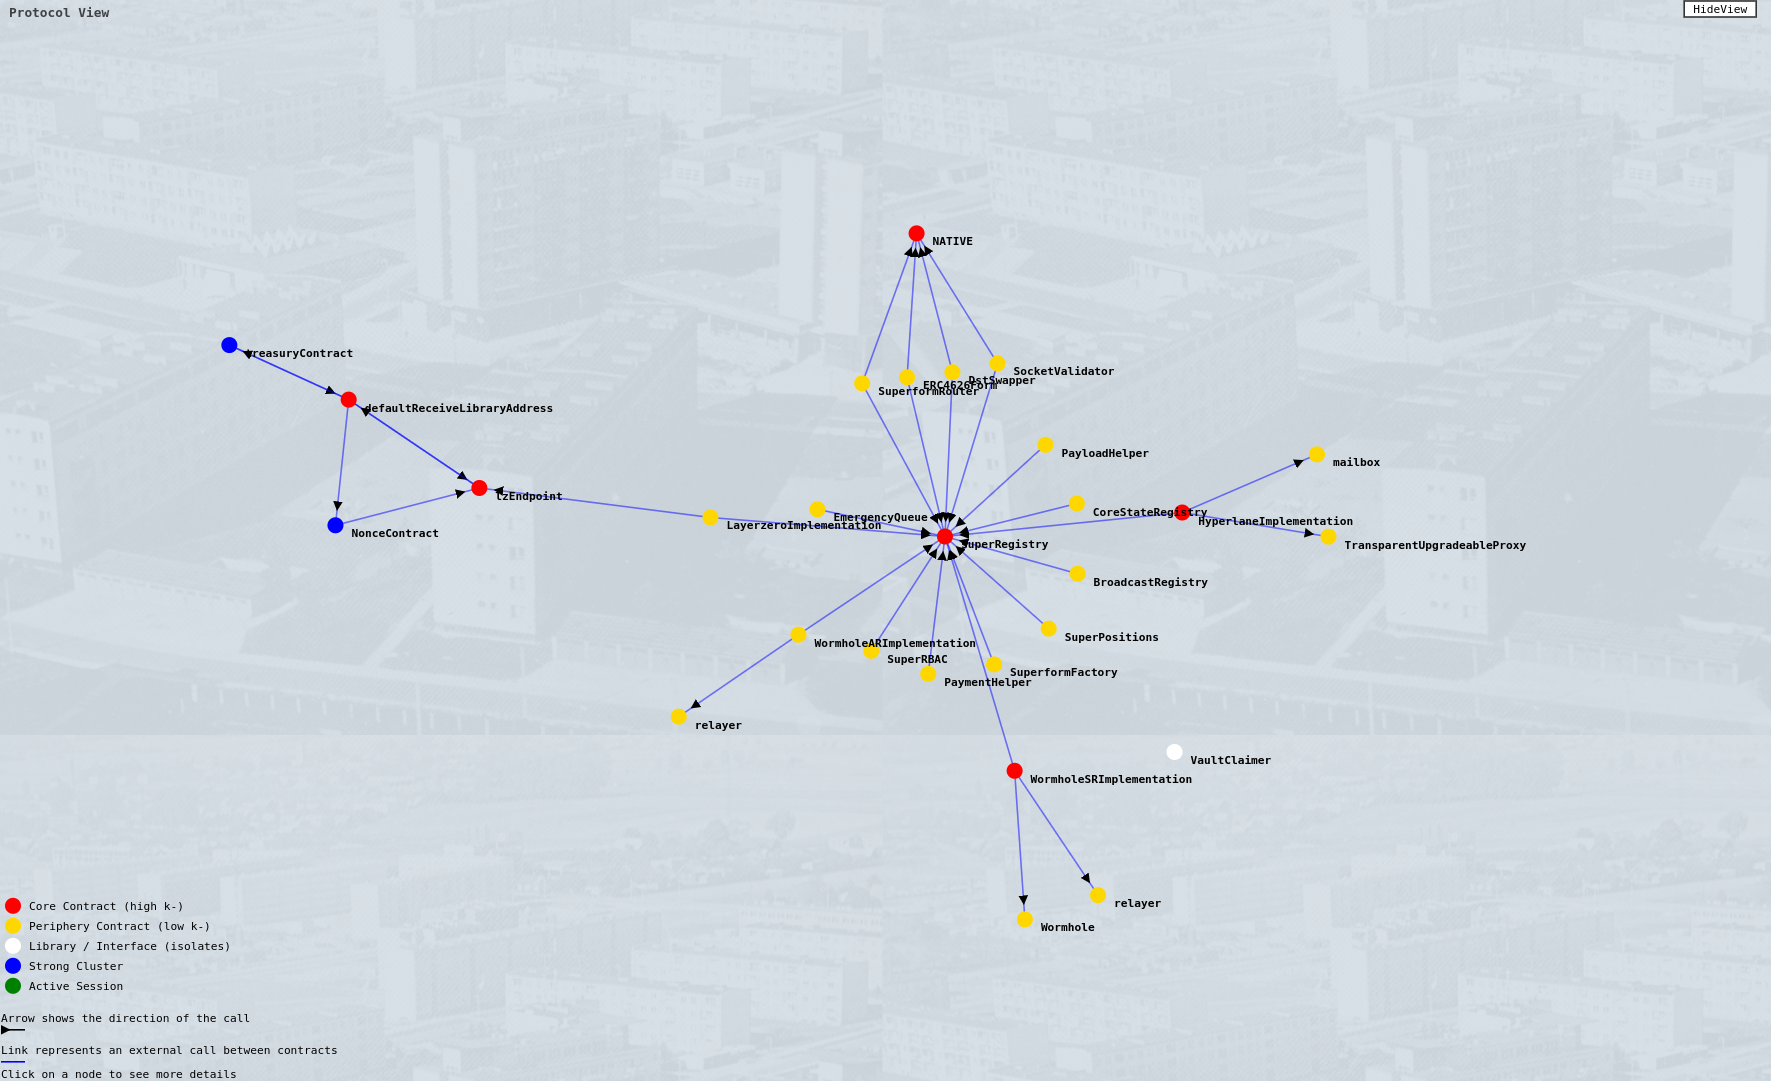 Protocol View
HideView
NATIVE
treasuryContract
SocketValidator
DstSwapper
ERC4626Form
SuperformRouter
defaultReceiveLibraryAddress
PayloadHelper
mailbox
lzEndpoint
CoreStateRegistry
EmergencyQueue
HyperlaneImplementation
LayerzeroImplementation
NonceContract
SuperRegistry
TransparentUpgradeableProxy
BroadcastRegistry
SuperPositions
WormholeARImplementation
SuperRBAC
SuperformFactory
PaymentHelper
relayer
VaultClaimer
WormholeSRImplementation
relayer
Wormhole
Core Contract (high k-)
Periphery Contract (low k-)
Library / Interface (isolates)
Strong Cluster
Active Session
Arrow shows the direction of the call
Link represents an external call between contracts
Click on a node to see more details